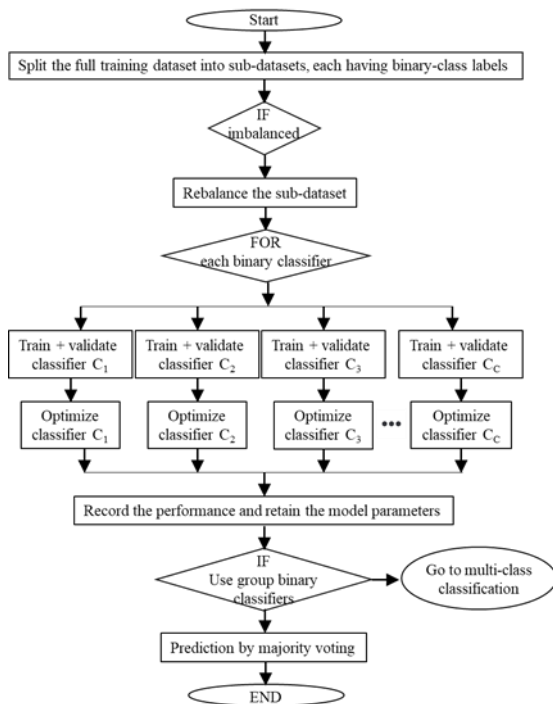 Start
Split the full training dataset into sub-datasets, each having binary-class labels
IF
imbalanced
Rebalance the sub-dataset
FOR
each binary classifier
Train + validate
classifier C₁
Train + validate
classifier C₂
Train + validate
classifier C₃
Train + validate
classifier C_C
Optimize
classifier C₁
Optimize
classifier C₂
Optimize
classifier C₃
•••
Optimize
classifier C_C
Record the performance and retain the model parameters
IF
Use group binary
classifiers
Go to multi-class
classification
Prediction by majority voting
END